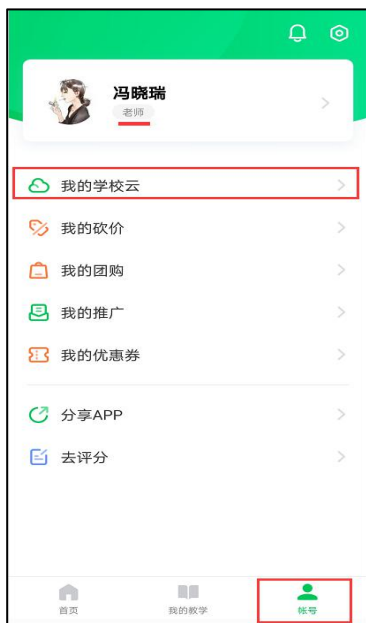 冯晓瑞
老师
我的学校云
我的砍价
我的团购
我的推广
我的优惠券
分享APP
去评分
首页
我的教学
帐号